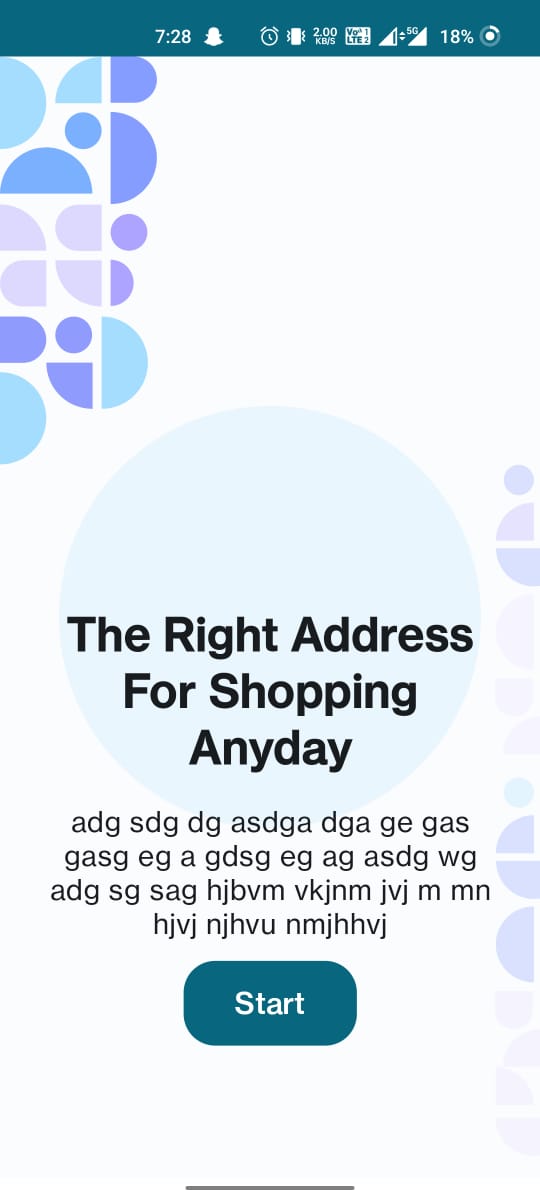 7:28 2.00 KB/S Vo 1 LTE 2 5G 18%
The Right Address
For Shopping
Anyday
adg sdg dg asdga dga ge gas
gasg eg a gdsg eg ag asdg wg
adg sg sag hjbvm vkjnm jvj m mn
hjvj njhvu nmjhhvj
Start